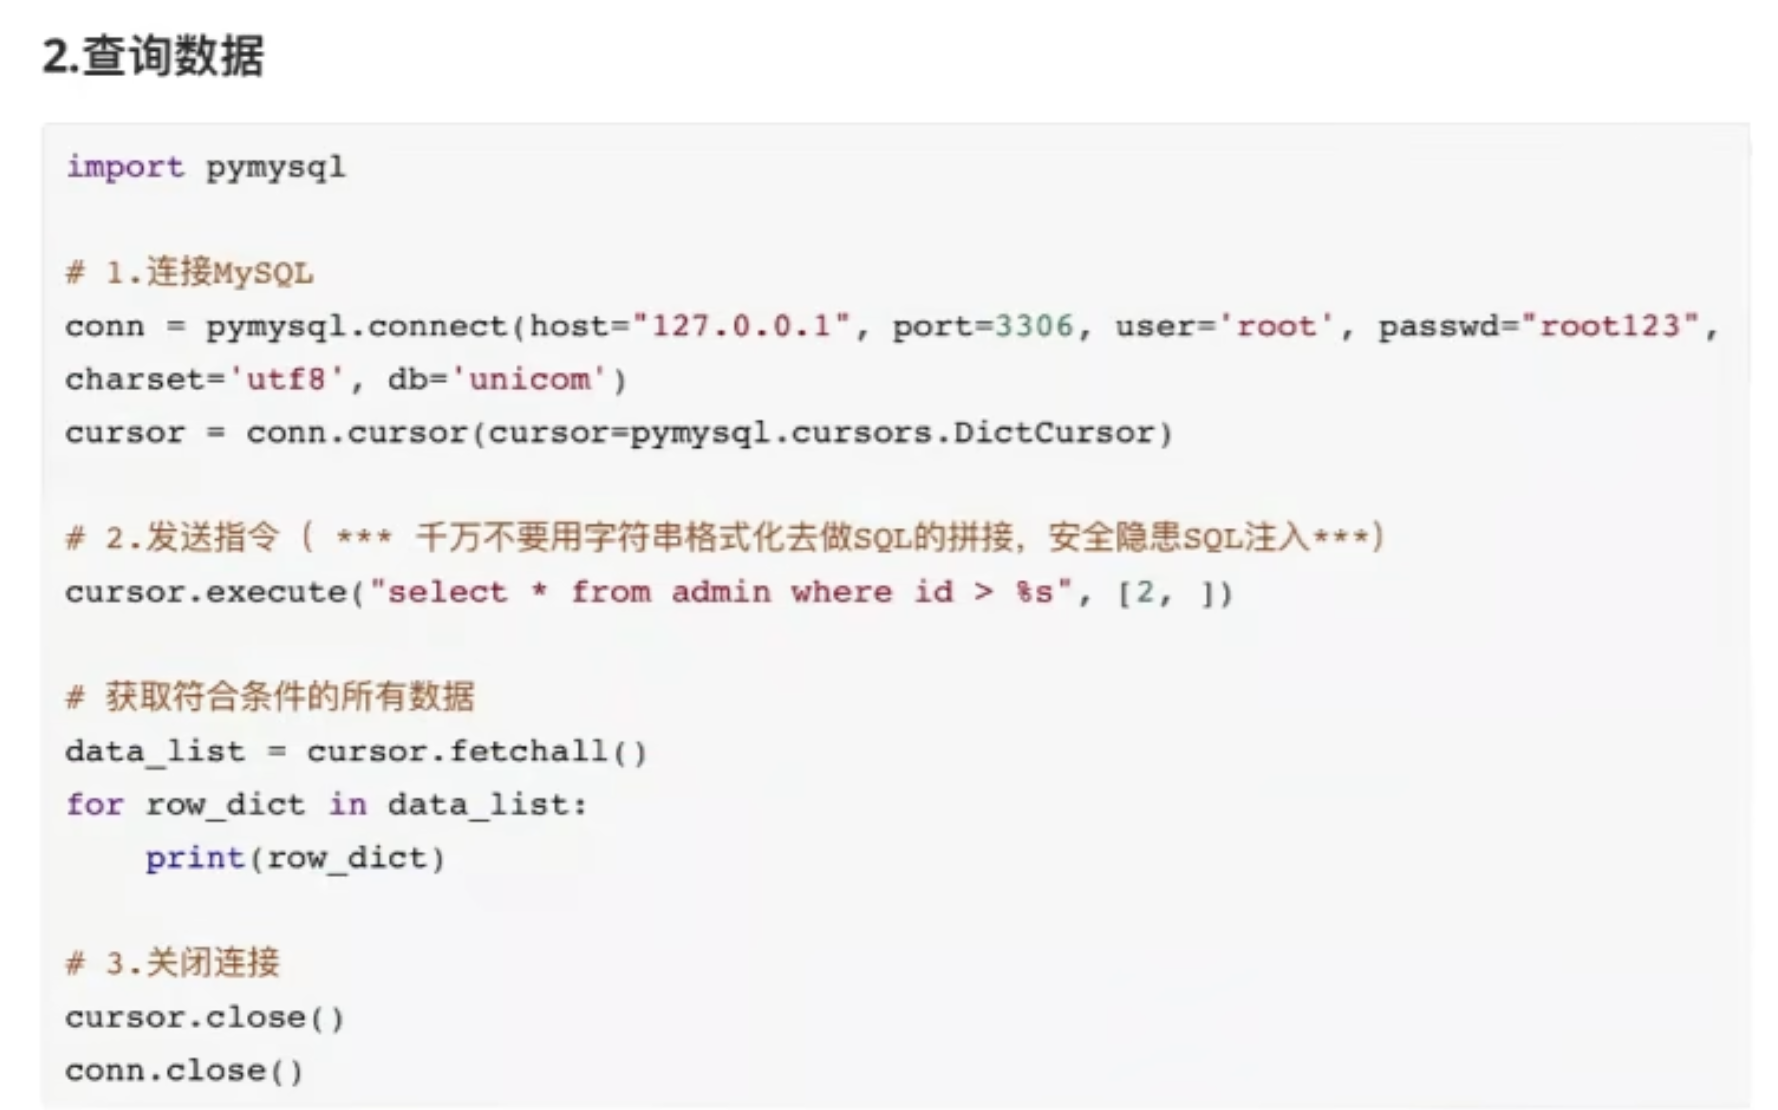 2.查询数据
import pymysql
# 1.连接MySQL
conn = pymysql.connect(host="127.0.0.1", port=3306, user='root', passwd="root123",
charset='utf8', db='unicom')
cursor = conn.cursor(cursor=pymysql.cursors.DictCursor)
# 2.发送指令（ *** 千万不要用字符串格式化去做SQL的拼接，安全隐患SQL注入***）
cursor.execute("select * from admin where id > %s", [2, ])
# 获取符合条件的所有数据
data_list = cursor.fetchall()
for row_dict in data_list:
    print(row_dict)
# 3.关闭连接
cursor.close()
conn.close()